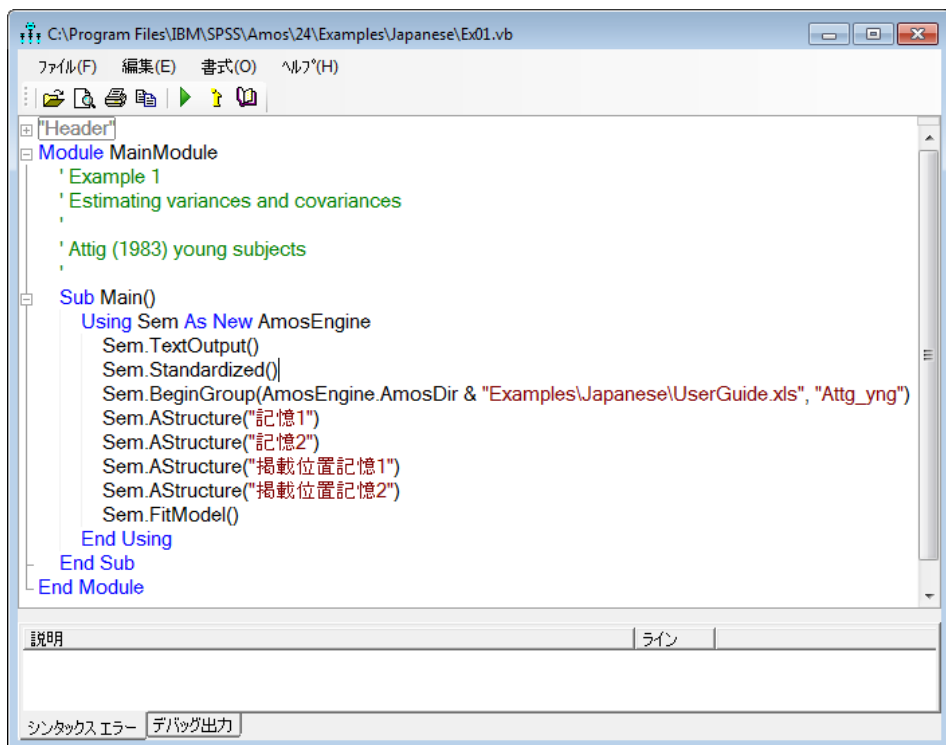 C:\Program Files\IBM\SPSS\Amos\24\Examples\Japanese\Ex01.vb
ファイル(F) 編集(E) 書式(O) ヘルプ(H)
"Header"
Module MainModule
' Example 1
' Estimating variances and covariances
'
' Attig (1983) young subjects
'
Sub Main()
Using Sem As New AmosEngine
Sem.TextOutput()
Sem.Standardized()
Sem.BeginGroup(AmosEngine.AmosDir & "Examples\Japanese\UserGuide.xls", "Attg_yng")
Sem.AStructure("記憶1")
Sem.AStructure("記憶2")
Sem.AStructure("掲載位置記憶1")
Sem.AStructure("掲載位置記憶2")
Sem.FitModel()
End Using
End Sub
End Module
説明 ライン
シンタックス エラー デバッグ出力